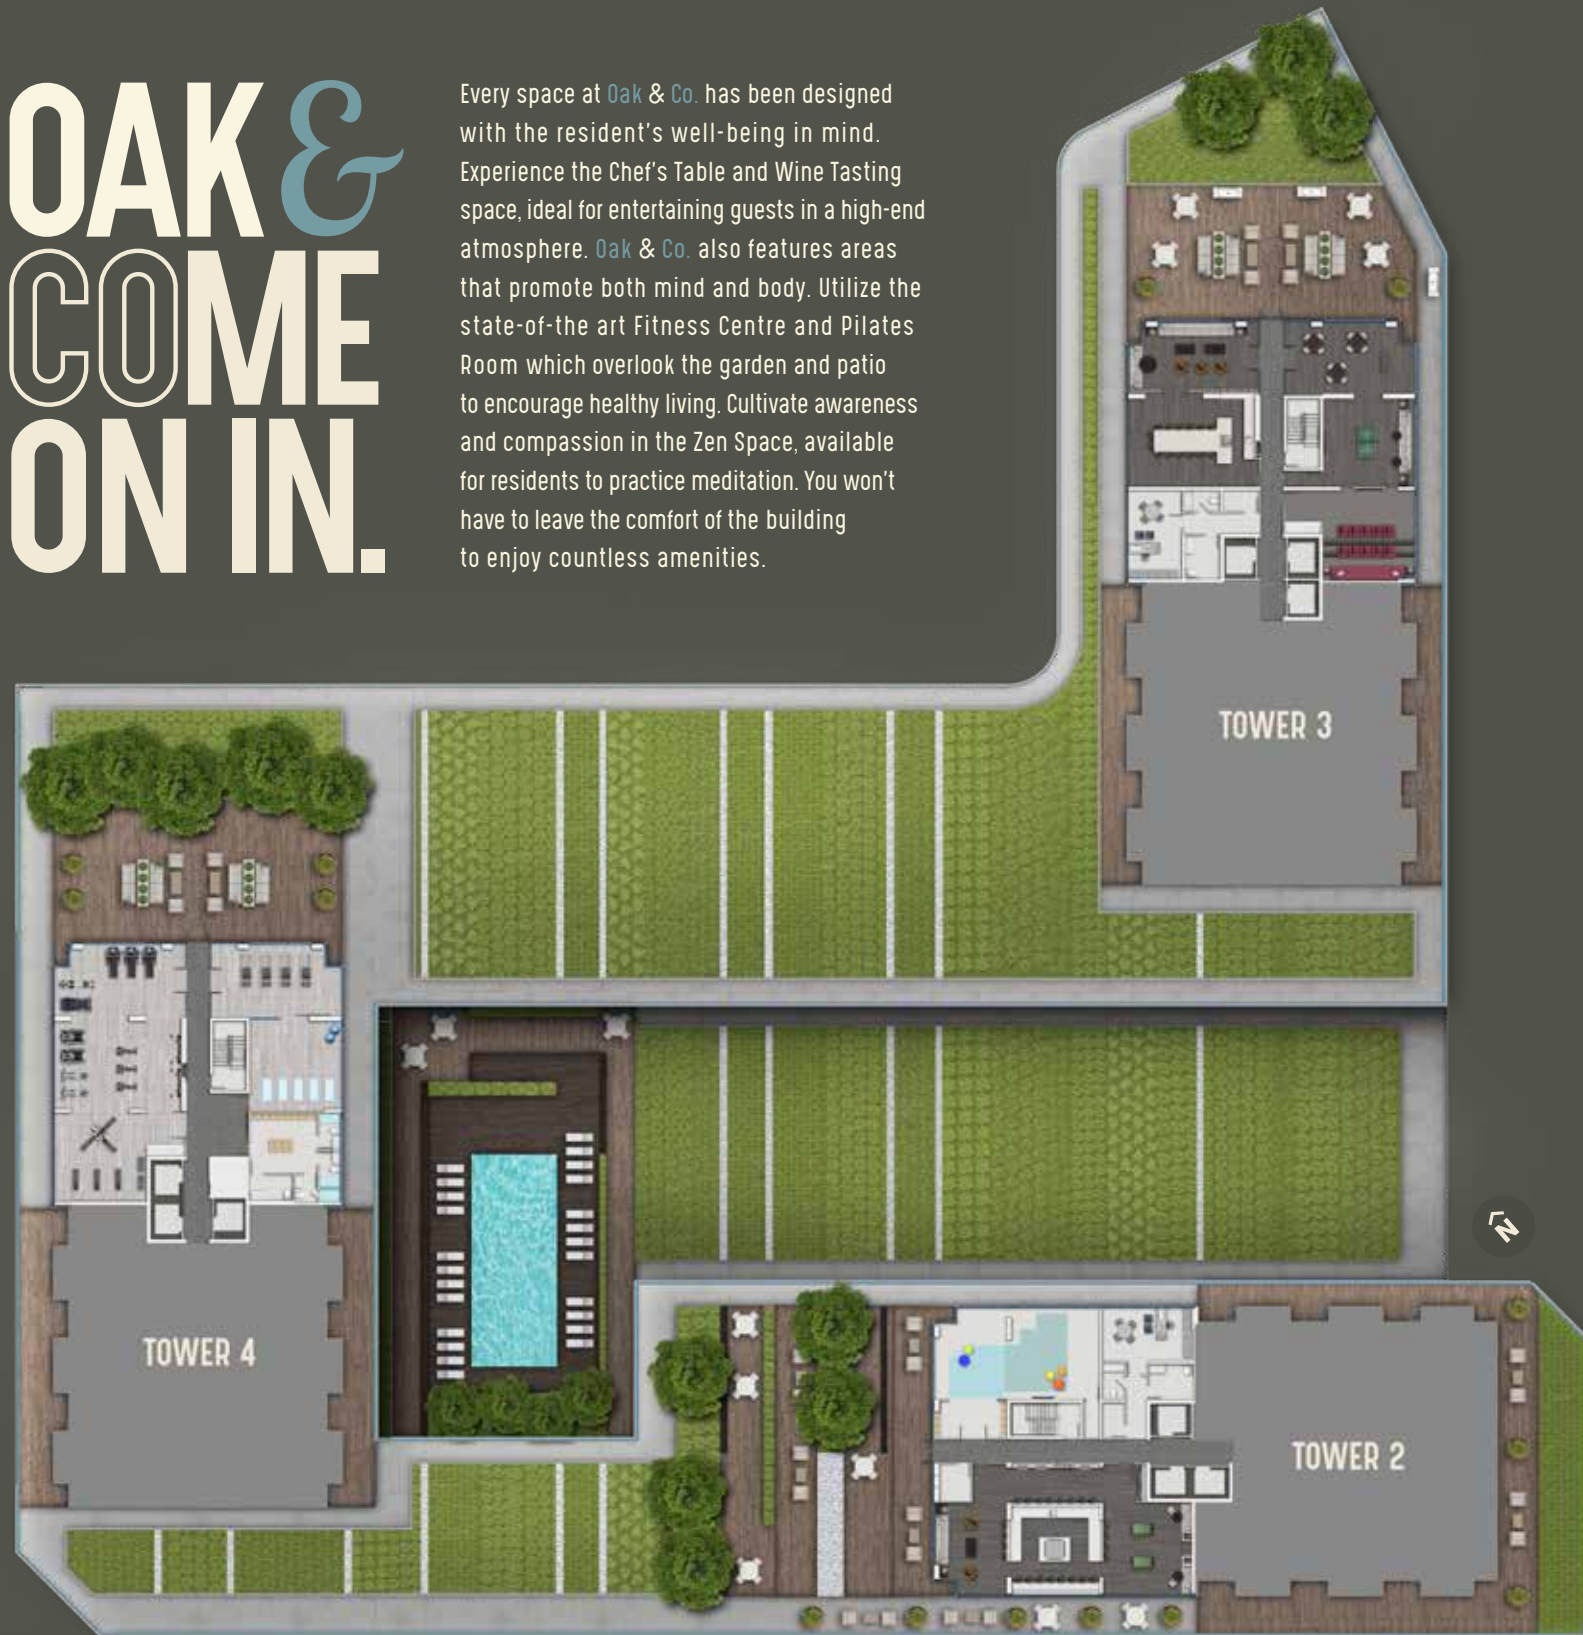 OAK &
COME
ON IN.
Every space at Oak & Co. has been designed
with the resident's well-being in mind.
Experience the Chef's Table and Wine Tasting
space, ideal for entertaining guests in a high-end
atmosphere. Oak & Co. also features areas
that promote both mind and body. Utilize the
state-of-the art Fitness Centre and Pilates
Room which overlook the garden and patio
to encourage healthy living. Cultivate awareness
and compassion in the Zen Space, available
for residents to practice meditation. You won't
have to leave the comfort of the building
to enjoy countless amenities.
TOWER 3
TOWER 4
N
TOWER 2